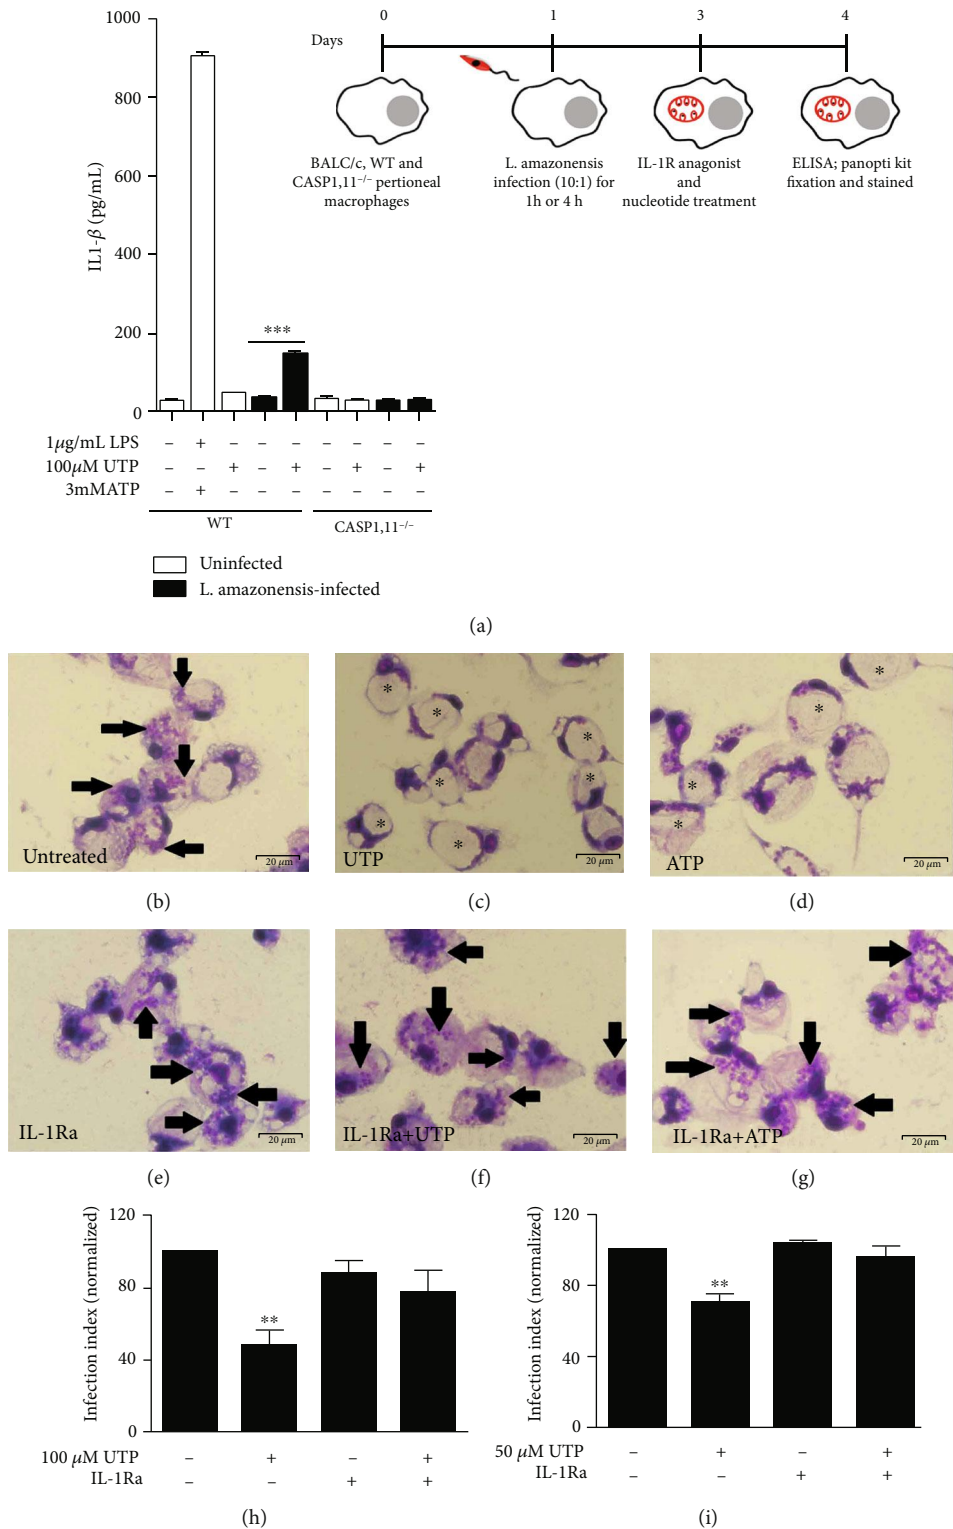 1000
800
600
400
200
0
IL1-β (pg/mL)
***
1μg/mL LPS – + – – – – – – –
100μM UTP – – + – + – + – +
3mMATP – + – – – – – – –
WT
CASP1,11⁻/⁻
Uninfected
L. amazonensis-infected
Days
0 1 3 4
BALC/c, WT and
CASP1,11⁻/⁻ pertioneal
macrophages
L. amazonensis
infection (10:1) for
1h or 4 h
IL-1R anagonist
and
nucleotide treatment
ELISA; panopti kit
fixation and stained
(a)
Untreated
20 μm
(b)
* * * * * * *
UTP
20 μm
(c)
* * * *
ATP
20 μm
(d)
IL-1Ra
20 μm
(e)
IL-1Ra+UTP
20 μm
(f)
IL-1Ra+ATP
20 μm
(g)
Infection index (normalized)
120
80
40
0
**
100 μM UTP – + – +
IL-1Ra – – + +
(h)
Infection index (normalized)
120
80
40
0
**
50 μM UTP – + – +
IL-1Ra – – + +
(i)